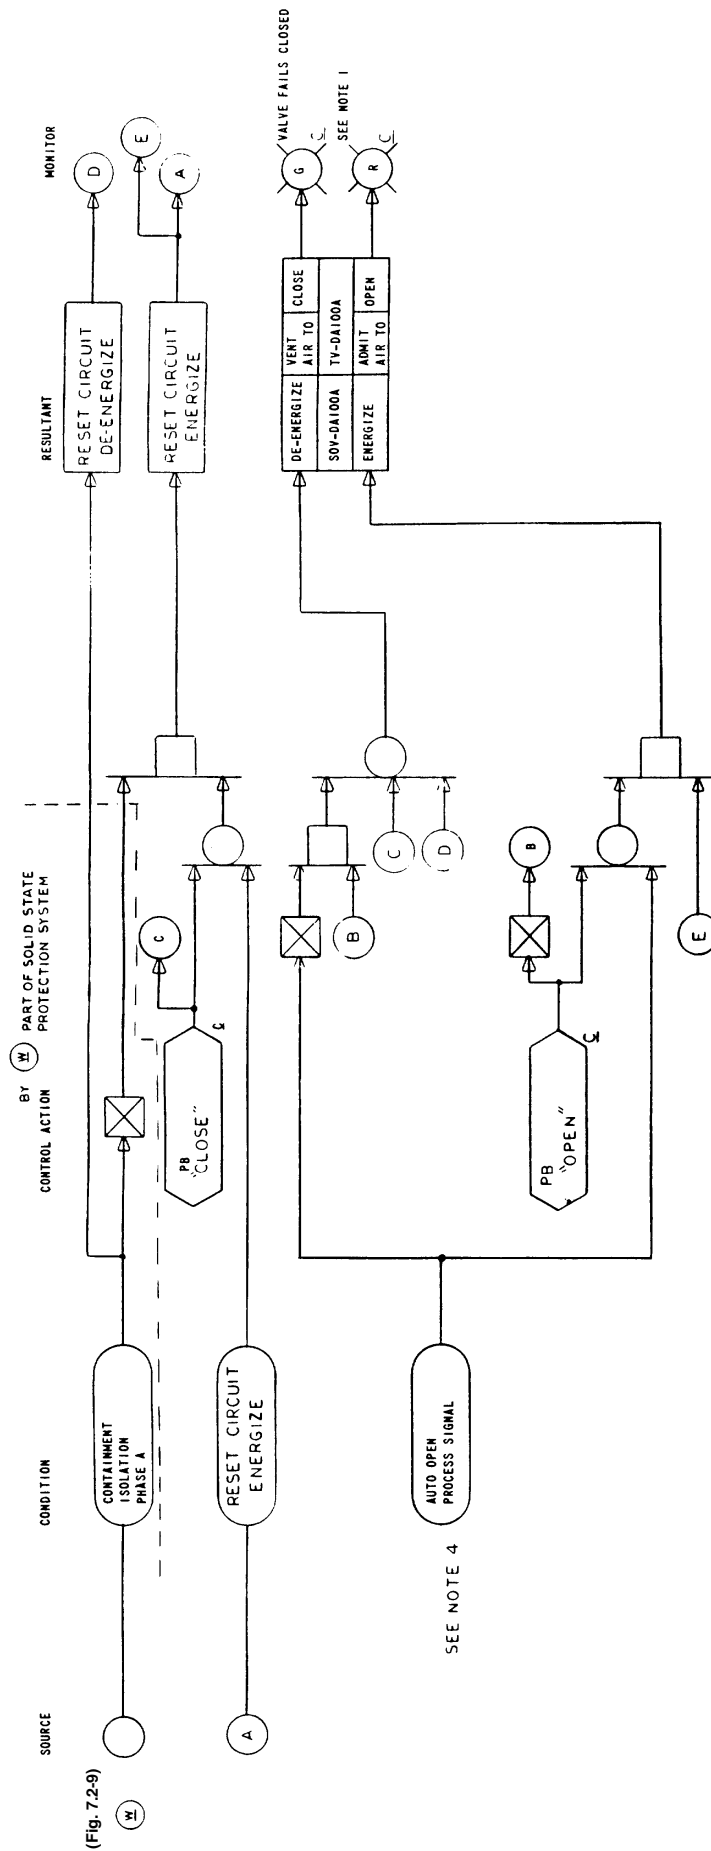 SOURCE
CONDITION
CONTROL ACTION
RESULTANT
MONITOR
(Fig. 7.2-9)
W
BY W PART OF SOLID STATE
PROTECTION SYSTEM
CONTAINMENT
ISOLATION
PHASE A
RESET CIRCUIT
DE-ENERGIZE
D
RESET CIRCUIT
ENERGIZE
E
A
C
PB
"CLOSE"
C
A
RESET CIRCUIT
ENERGIZE
B
C
D
DE-ENERGIZE
VENT
AIR TO
CLOSE
SOV-DA100A
TV-DA100A
ENERGIZE
ADMIT
AIR TO
OPEN
G
C
VALVE FAILS CLOSED
R
C
SEE NOTE 1
AUTO OPEN
PROCESS SIGNAL
SEE NOTE 4
B
PB
"OPEN"
C
E